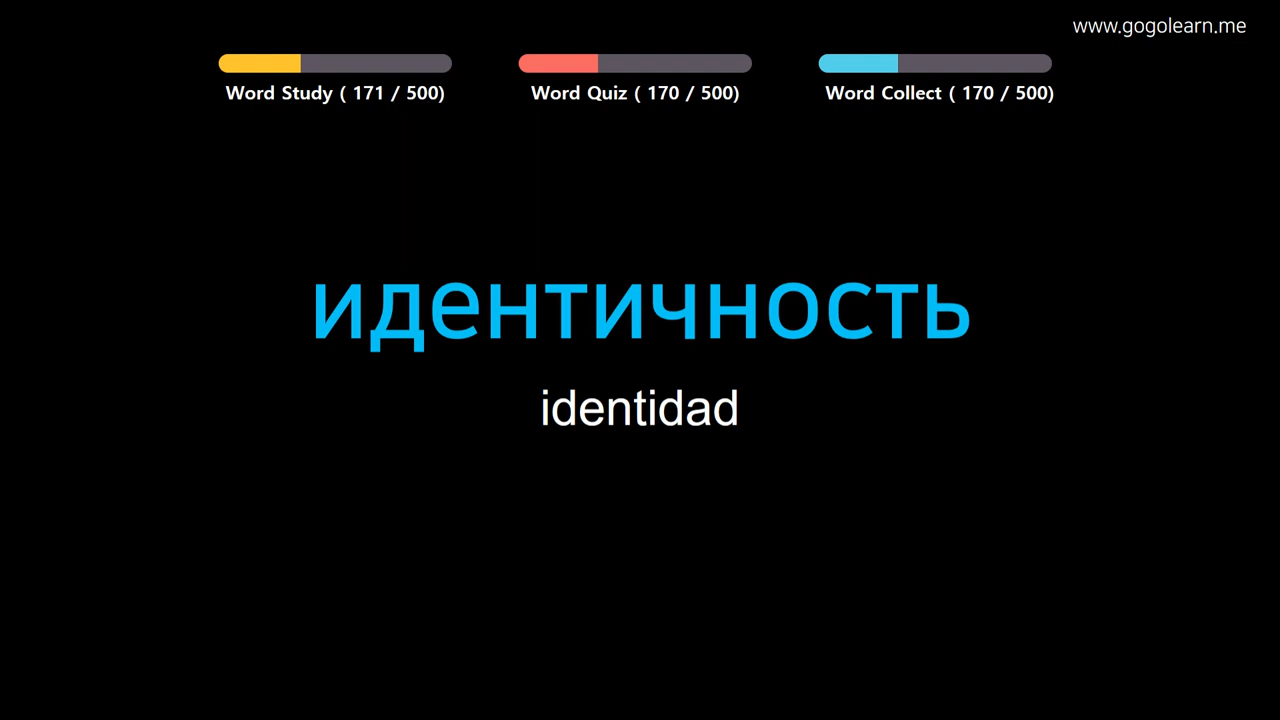 www.gogolearn.me
Word Study ( 171 / 500)
Word Quiz ( 170 / 500)
Word Collect ( 170 / 500)
идентичность
identidad